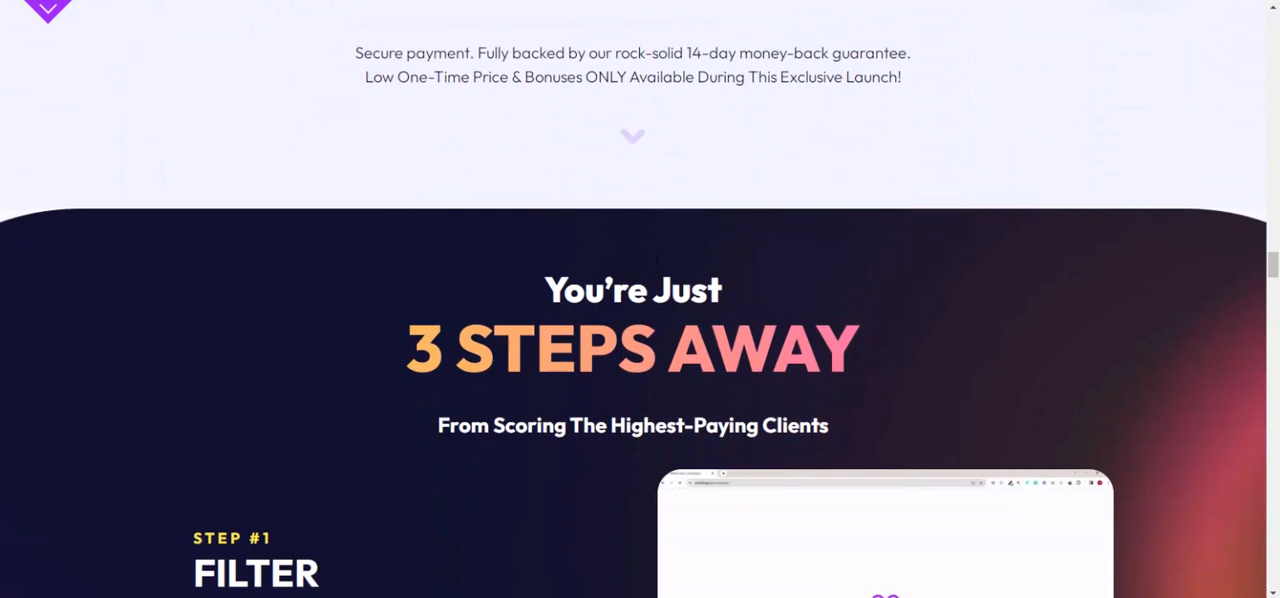 Secure payment. Fully backed by our rock-solid 14-day money-back guarantee.
Low One-Time Price & Bonuses ONLY Available During This Exclusive Launch!
You're Just
3 STEPS AWAY
From Scoring The Highest-Paying Clients
STEP #1
FILTER